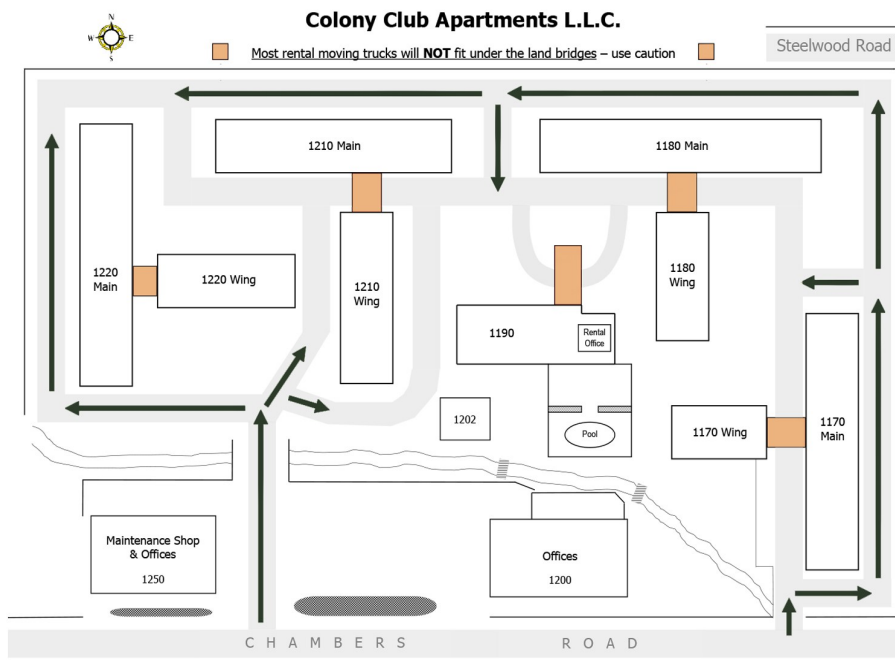 Colony Club Apartments L.L.C.
N
W E
S
Most rental moving trucks will NOT fit under the land bridges – use caution
Steelwood Road
1210 Main
1180 Main
1220
Main
1220 Wing
1210
Wing
1180
Wing
1190
Rental
Office
1202
Pool
1170 Wing
1170
Main
Maintenance Shop
& Offices
1250
Offices
1200
CHAMBERS ROAD